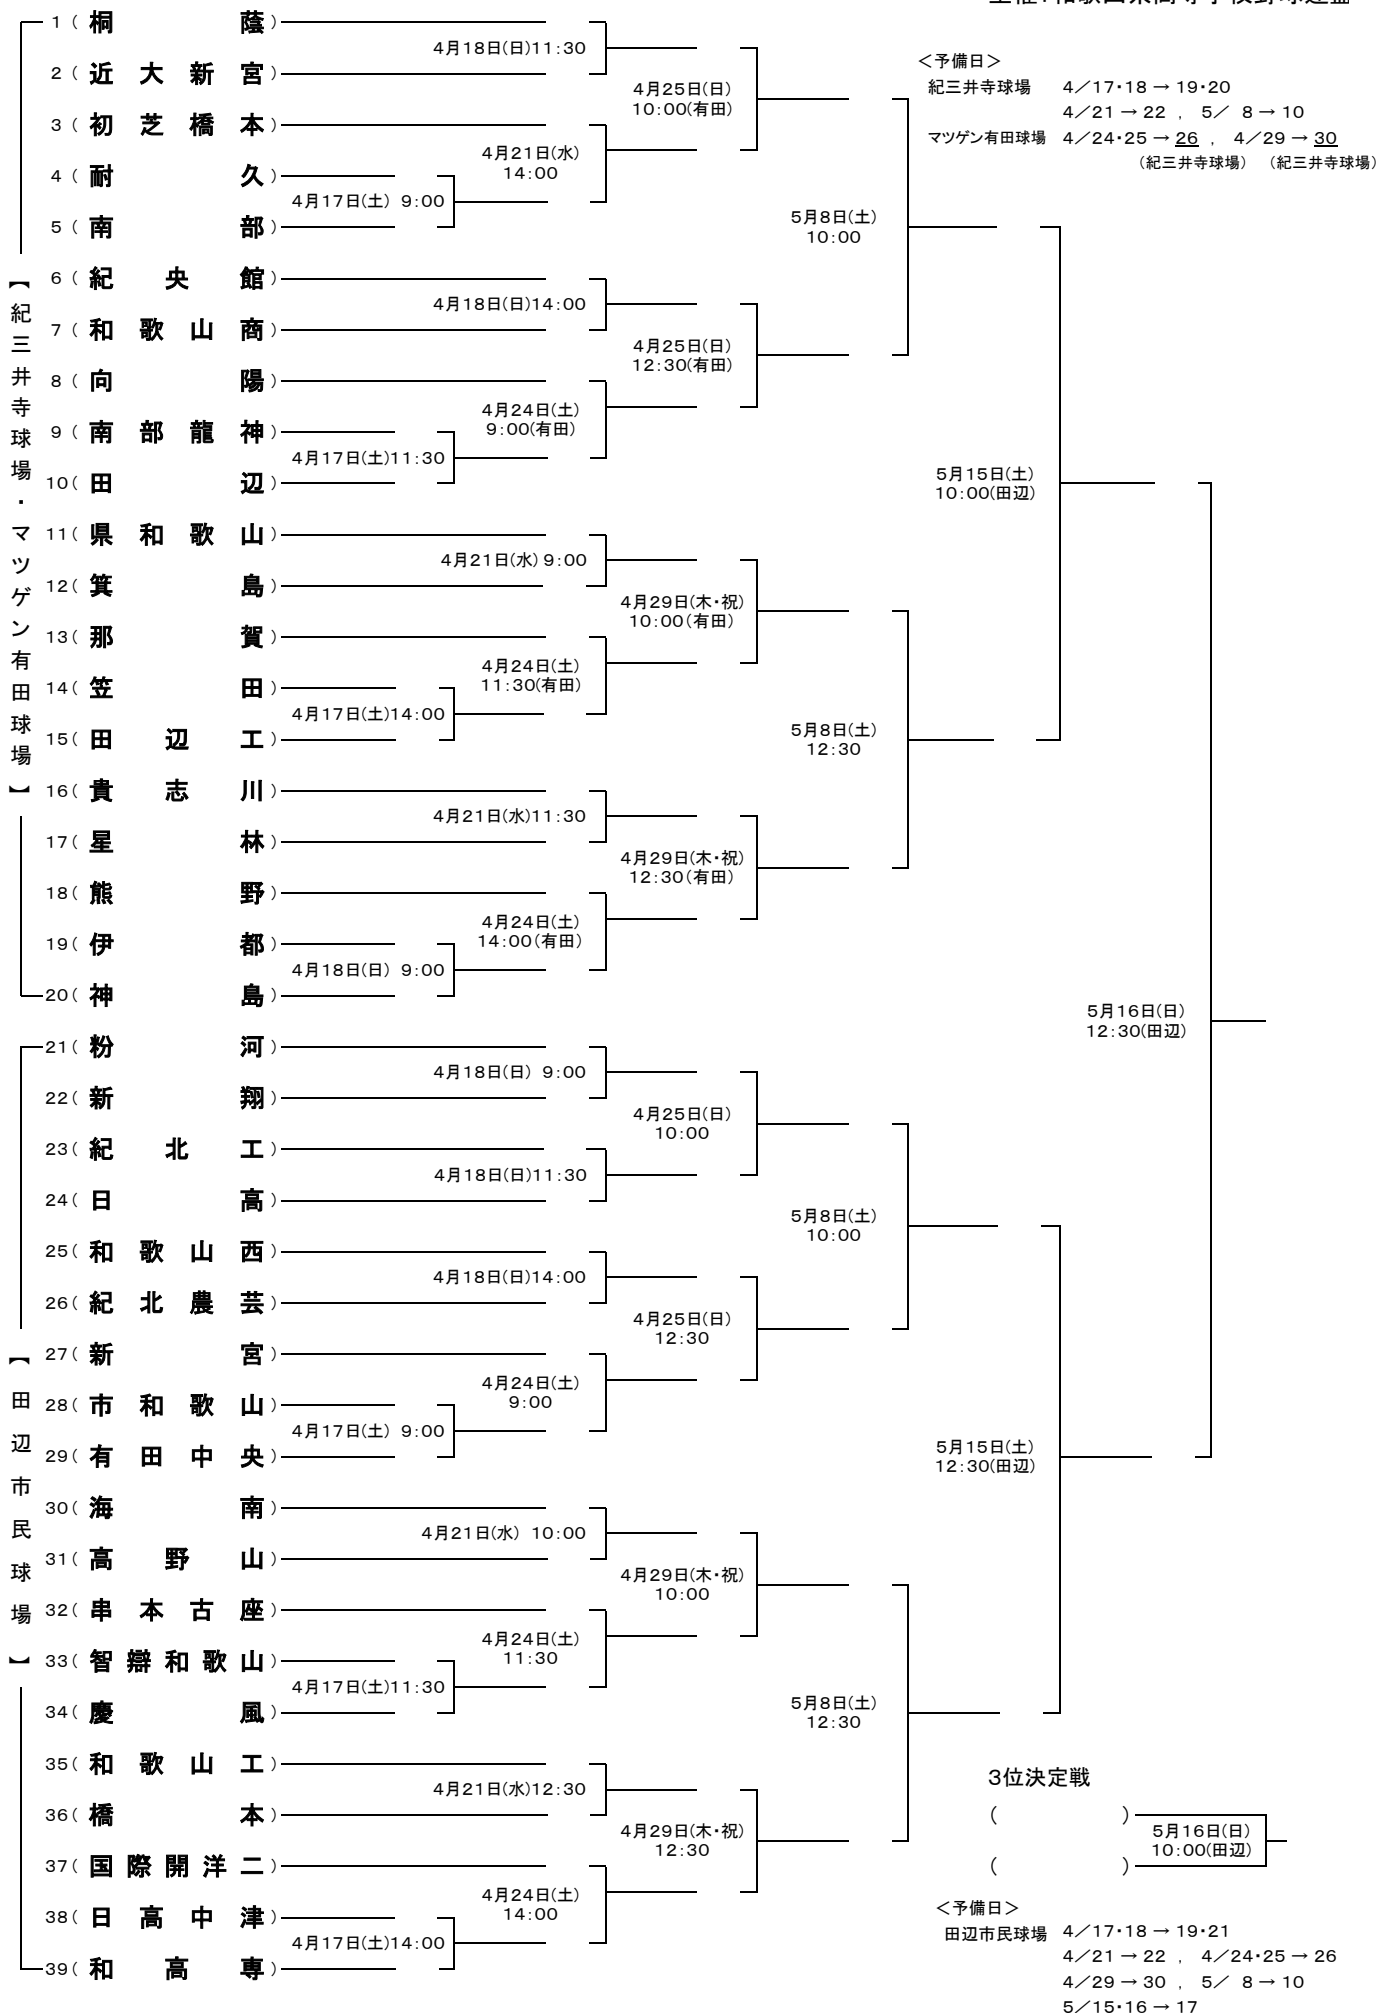 1(桐蔭)
4月18日(日)11:30
2(近大新宮)
4月25日(日)
10:00(有田)
3(初芝橋本)
4月21日(水)
14:00
4(耐久)
4月17日(土) 9:00
5(南部)
5月8日(土)
10:00
6(紀央館)
4月18日(日)14:00
7(和歌山商)
4月25日(日)
12:30(有田)
8(向陽)
4月24日(土)
9:00(有田)
9(南部龍神)
4月17日(土)11:30
10(田辺)
5月15日(土)
10:00(田辺)
11(県和歌山)
4月21日(水) 9:00
12(箕島)
4月29日(木・祝)
10:00(有田)
13(那賀)
4月24日(土)
11:30(有田)
14(笠田)
4月17日(土)14:00
15(田辺工)
5月8日(土)
12:30
16(貴志川)
4月21日(水)11:30
17(星林)
4月29日(木・祝)
12:30(有田)
18(熊野)
4月24日(土)
14:00(有田)
19(伊都)
4月18日(日) 9:00
20(神島)
【紀三井寺球場・マツゲン有田球場】
5月16日(日)
12:30(田辺)
21(粉河)
4月18日(日) 9:00
22(新翔)
4月25日(日)
10:00
23(紀北工)
4月18日(日)11:30
24(日高)
5月8日(土)
10:00
25(和歌山西)
4月18日(日)14:00
26(紀北農芸)
4月25日(日)
12:30
27(新宮)
4月24日(土)
9:00
28(市和歌山)
4月17日(土) 9:00
29(有田中央)
5月15日(土)
12:30(田辺)
30(海南)
4月21日(水) 10:00
31(高野山)
4月29日(木・祝)
10:00
32(串本古座)
4月24日(土)
11:30
33(智辯和歌山)
4月17日(土)11:30
34(慶風)
5月8日(土)
12:30
35(和歌山工)
4月21日(水)12:30
36(橋本)
4月29日(木・祝)
12:30
37(国際開洋二)
4月24日(土)
14:00
38(日高中津)
4月17日(土)14:00
39(和高専)
【田辺市民球場】
<予備日>
紀三井寺球場 4/17・18 → 19・20
4/21 → 22 , 5/ 8 → 10
マツゲン有田球場 4/24・25 → 26 , 4/29 → 30
(紀三井寺球場) (紀三井寺球場)
3位決定戦
( )
5月16日(日)
10:00(田辺)
( )
<予備日>
田辺市民球場 4/17・18 → 19・21
4/21 → 22 , 4/24・25 → 26
4/29 → 30 , 5/ 8 → 10
5/15・16 → 17